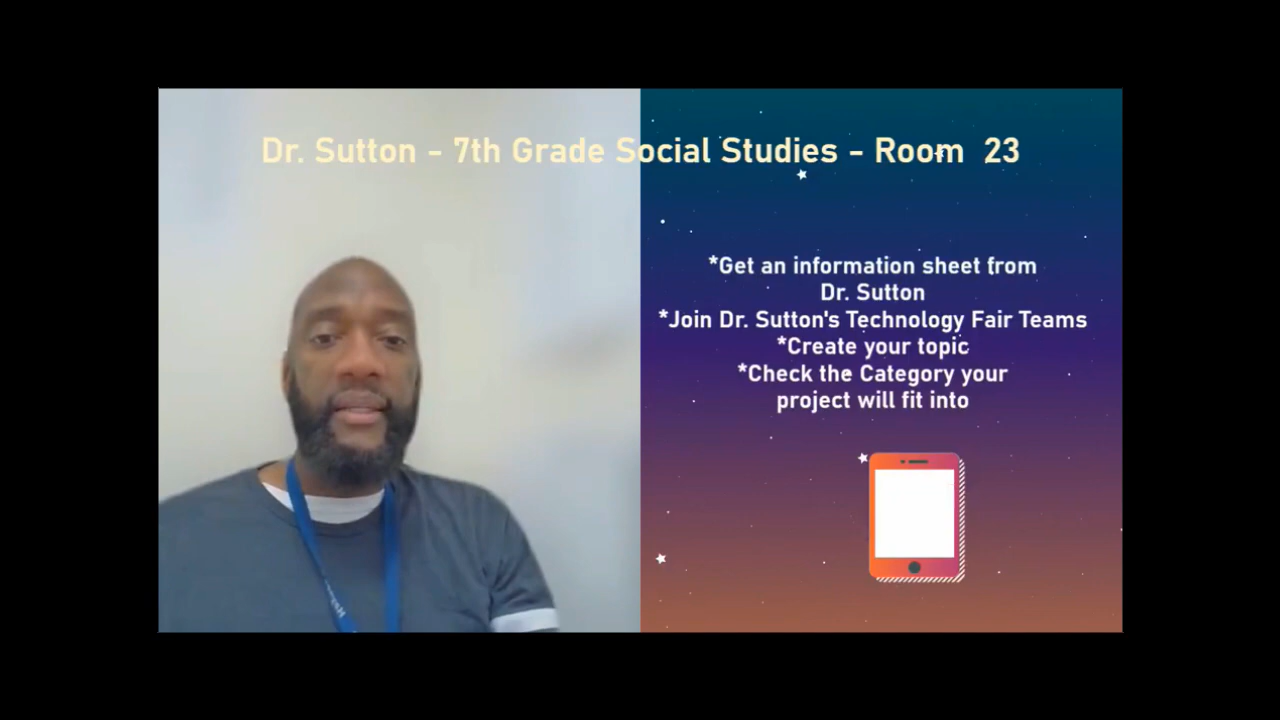 Dr. Sutton - 7th Grade Social Studies - Room 23
*Get an information sheet from
Dr. Sutton
*Join Dr. Sutton's Technology Fair Teams
*Create your topic
*Check the Category your
project will fit into